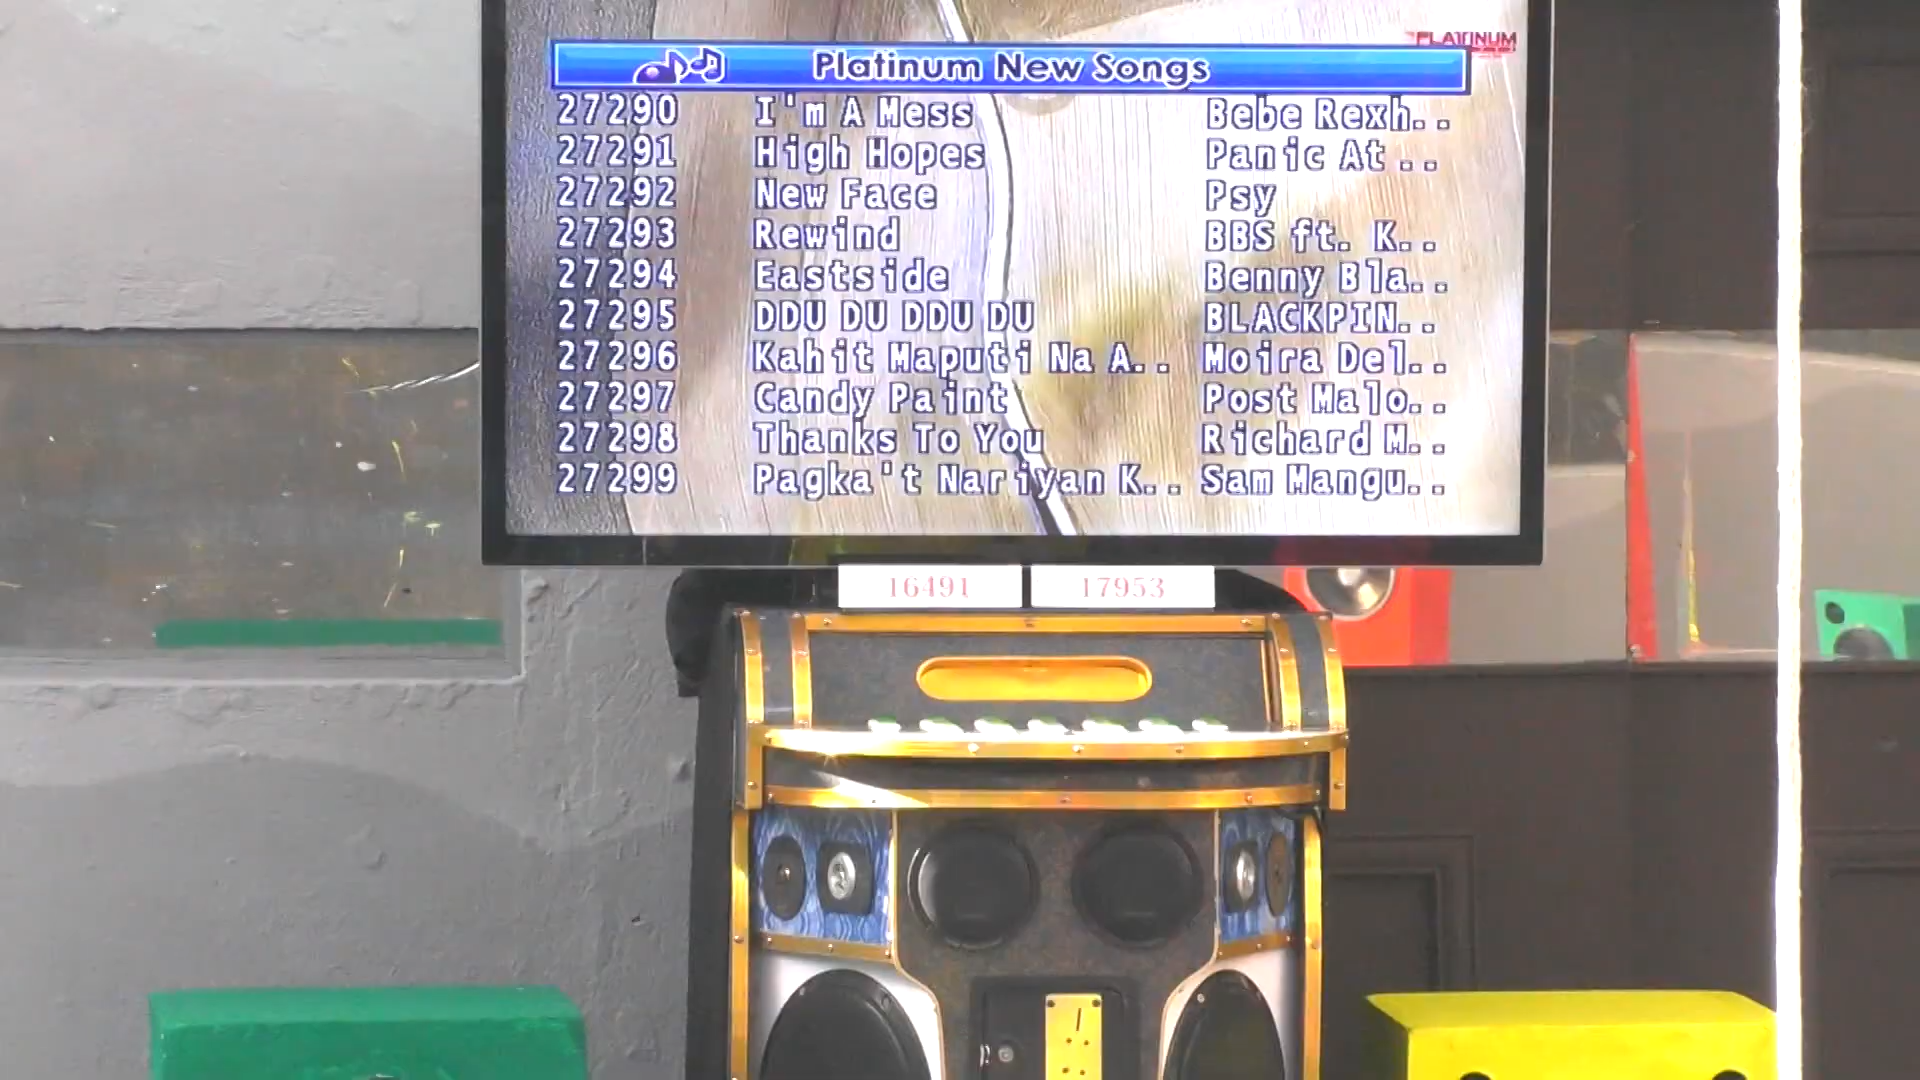 PLATINUM
Platinum New Songs
27290 I'm A Mess Bebe Rexh..
27291 High Hopes Panic At ..
27292 New Face Psy
27293 Rewind BBS ft. K..
27294 Eastside Benny Bla..
27295 DDU DU DDU DU BLACKPIN..
27296 Kahit Maputi Na A.. Moira Del..
27297 Candy Paint Post Malo..
27298 Thanks To You Richard M..
27299 Pagka't Nariyan K.. Sam Mangu..
16491 17953